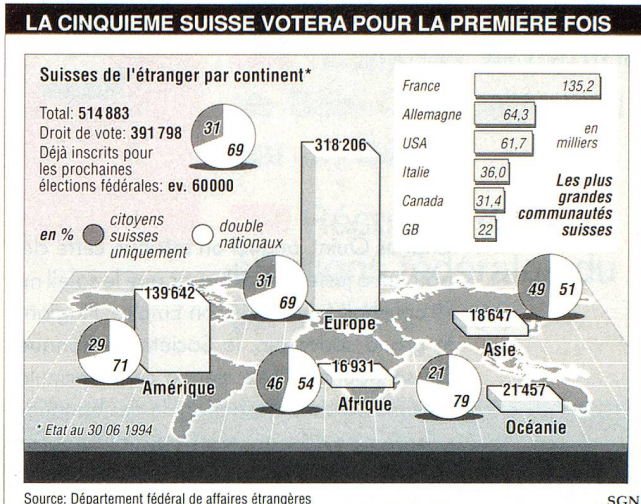 LA CINQUIEME SUISSE VOTERA POUR LA PREMIERE FOIS
Suisses de l'étranger par continent*
Total: 514 883
Droit de vote: 391 798
Déjà inscrits pour
les prochaines
élections fédérales: ev. 60 000
31
69
en %
citoyens
suisses
uniquement
double
nationaux
318 206
France 135,2
Allemagne 64,3
USA 61,7
Italie 36,0
Canada 31,4
GB 22
en
milliers
Les plus
grandes
communautés
suisses
139 642
29
71
Amérique
31
69
Europe
49
51
18 647
Asie
46
54
16 931
Afrique
21
79
21 457
Océanie
* Etat au 30 06 1994
Source: Département fédéral de affaires étrangères
SGN